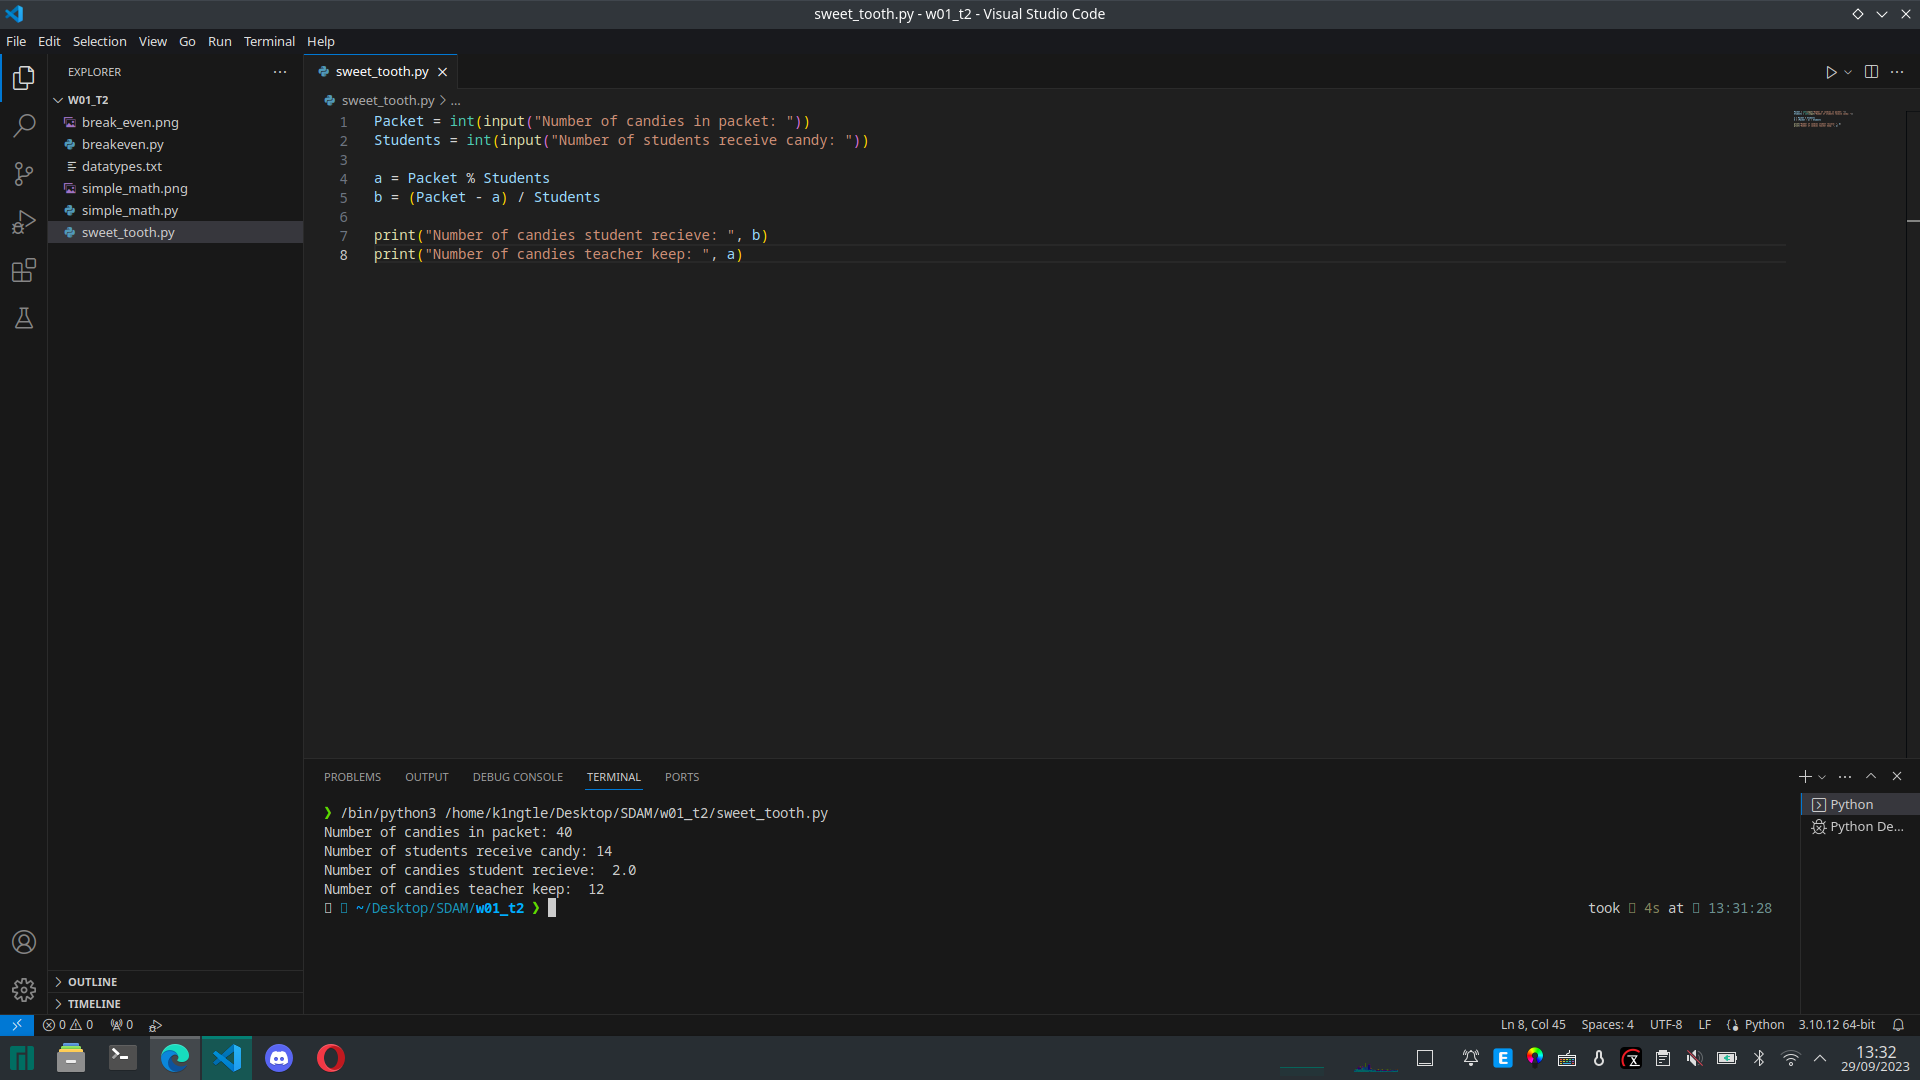 sweet_tooth.py - w01_t2 - Visual Studio Code
File Edit Selection View Go Run Terminal Help
EXPLORER
W01_T2
break_even.png
breakeven.py
datatypes.txt
simple_math.png
simple_math.py
sweet_tooth.py
OUTLINE
TIMELINE
sweet_tooth.py
sweet_tooth.py > ...
1 Packet = int(input("Number of candies in packet: "))
2 Students = int(input("Number of students receive candy: "))
3
4 a = Packet % Students
5 b = (Packet - a) / Students
6
7 print("Number of candies student recieve: ", b)
8 print("Number of candies teacher keep: ", a)
PROBLEMS OUTPUT DEBUG CONSOLE TERMINAL PORTS
❯ /bin/python3 /home/k1ngtle/Desktop/SDAM/w01_t2/sweet_tooth.py
Number of candies in packet: 40
Number of students receive candy: 14
Number of candies student recieve:  2.0
Number of candies teacher keep:  12
~/Desktop/SDAM/w01_t2 ❯ took 4s at 13:31:28
Python
Python De...
0 0 0 Ln 8, Col 45 Spaces: 4 UTF-8 LF Python 3.10.12 64-bit
E
13:32
29/09/2023